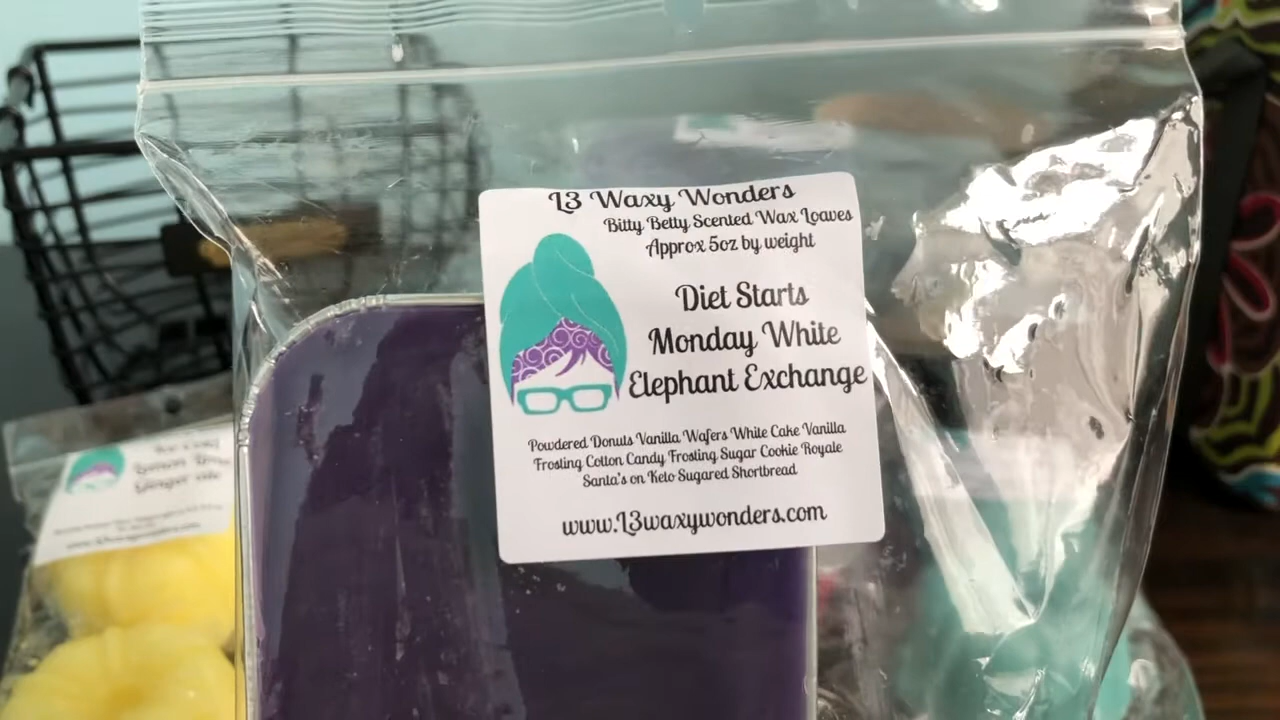 L3 Waxy Wonders
Bitty Betty Scented Wax Loaves
Approx 5oz by weight
Diet Starts
Monday White
Elephant Exchange
Powdered Donuts Vanilla Wafers White Cake Vanilla
Frosting Cotton Candy Frosting Sugar Cookie Royale
Santa's on Keto Sugared Shortbread
www.L3waxywonders.com